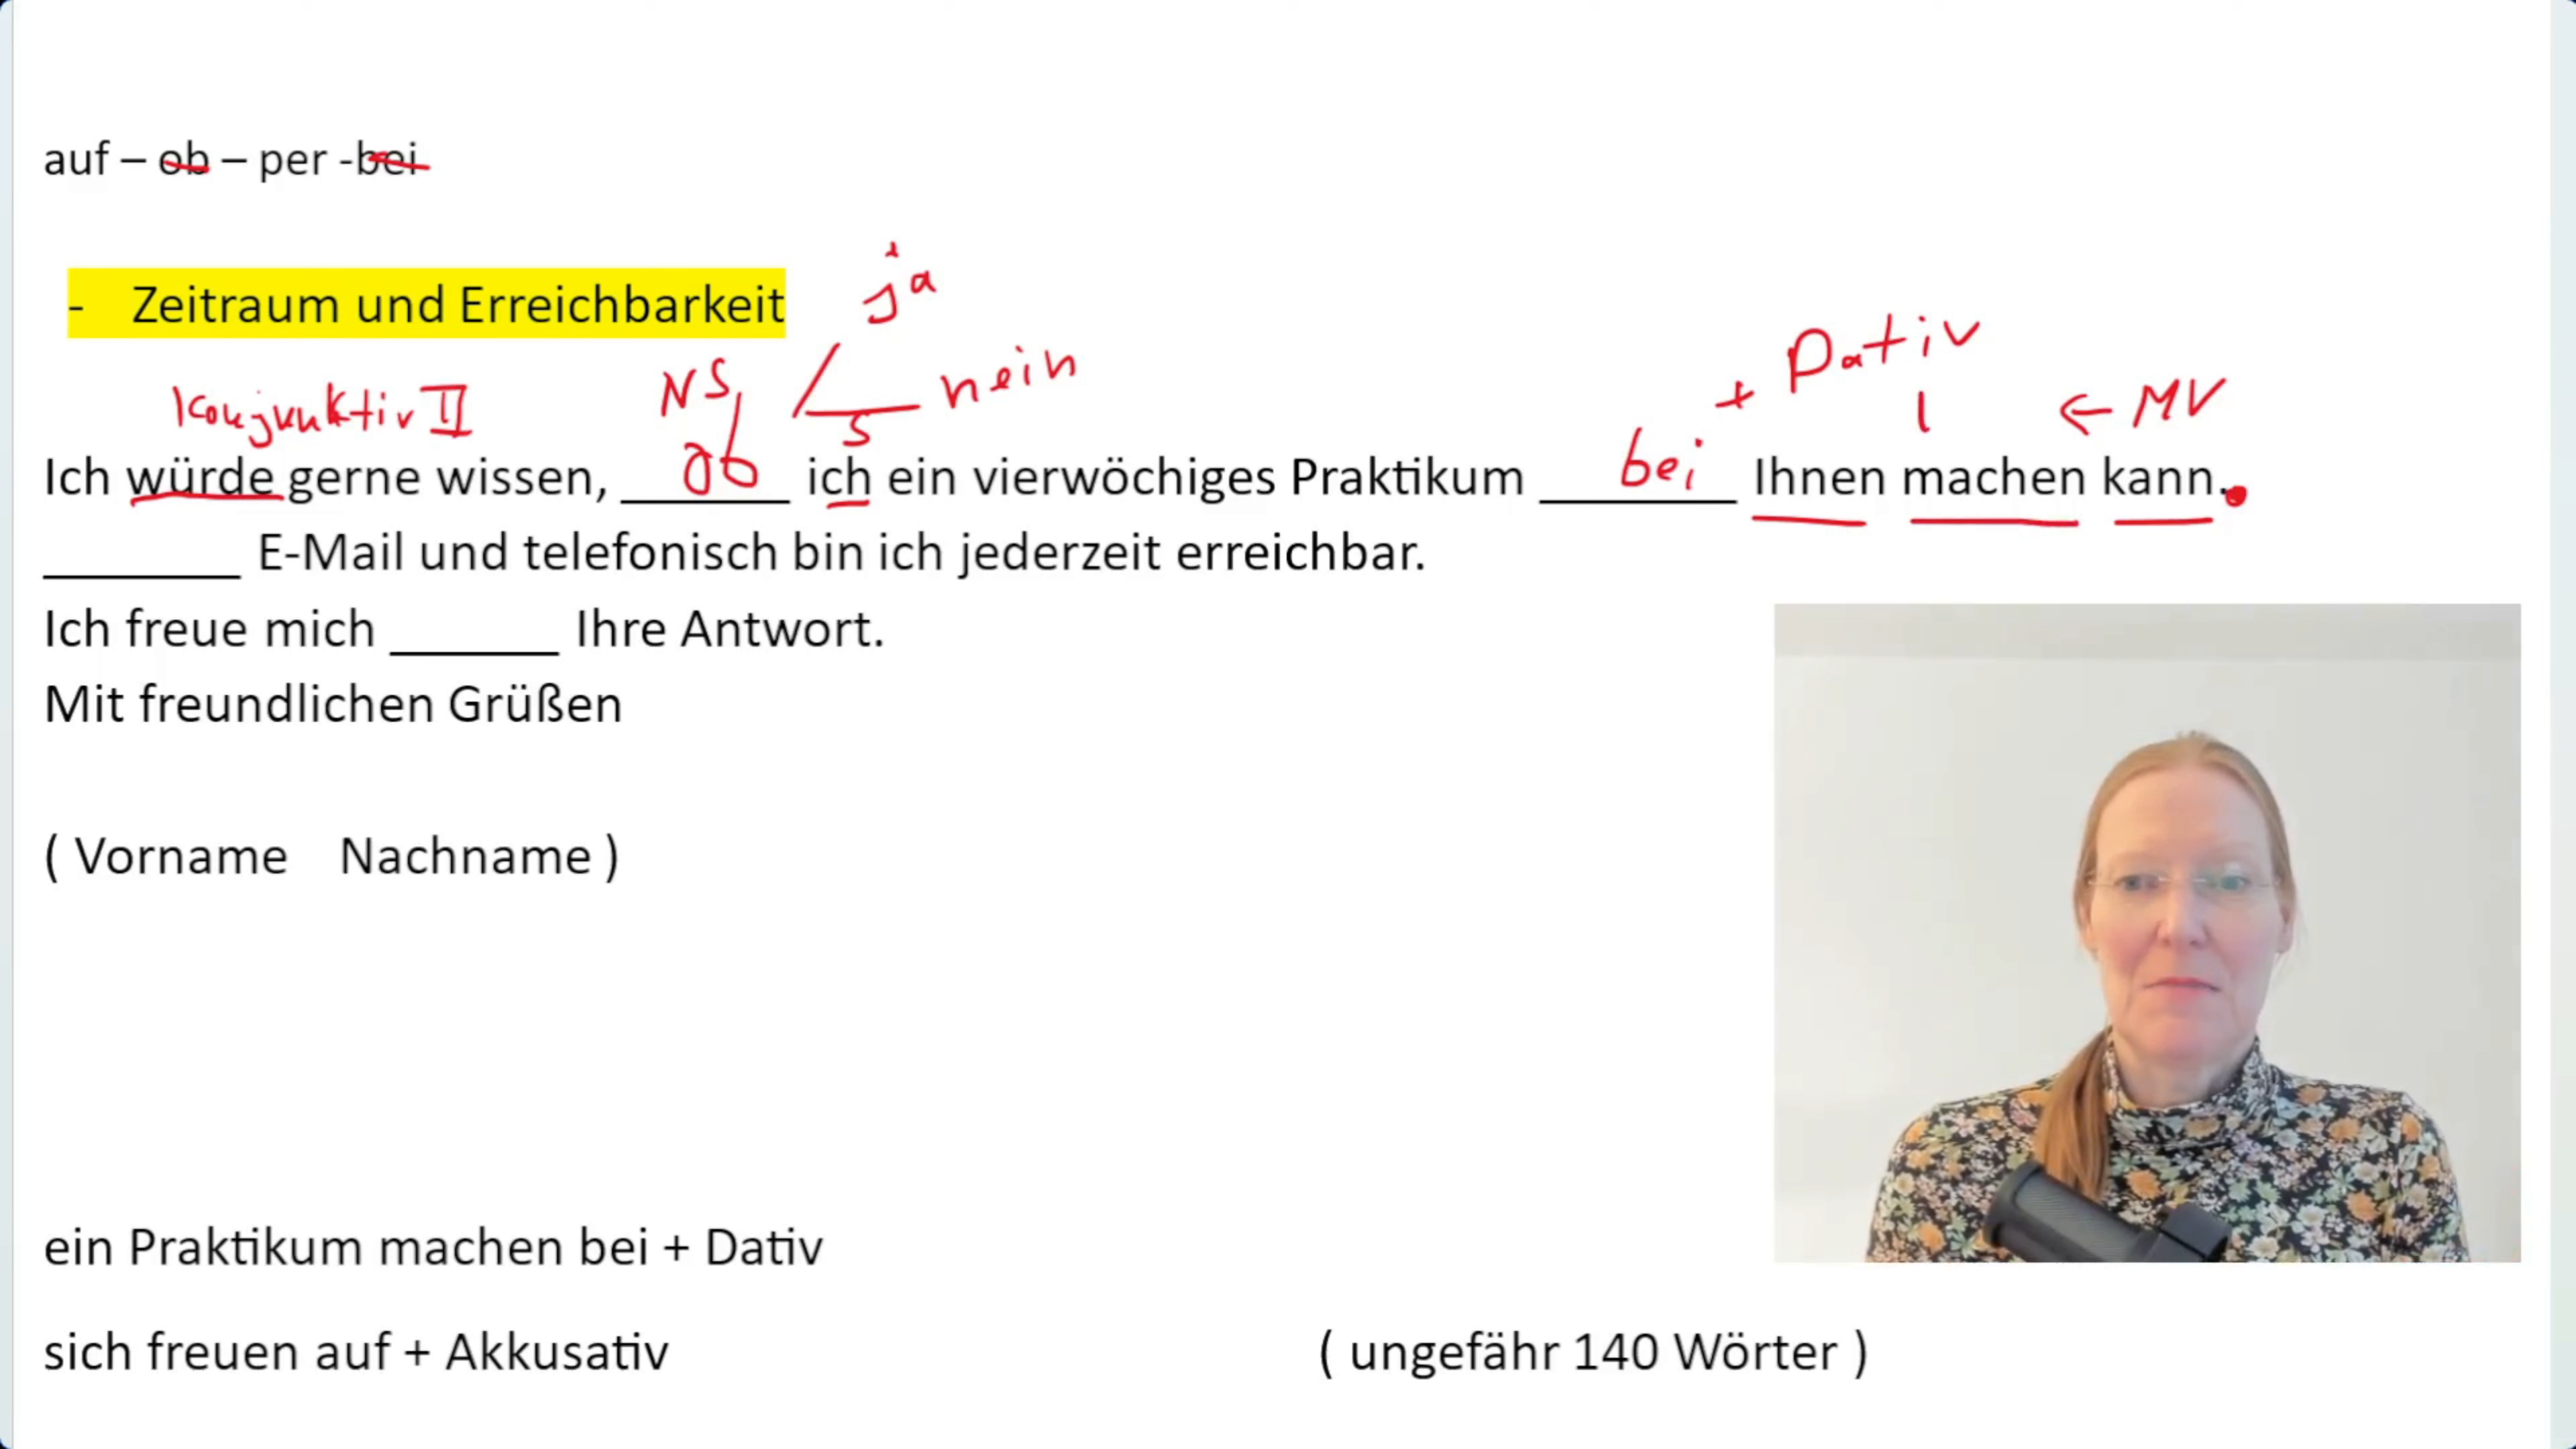 auf – ob – per -bei
- Zeitraum und Erreichbarkeit
ja
nein
NS
S
Konjunktiv II
+ Dativ
← MV
Ich würde gerne wissen, ob ich ein vierwöchiges Praktikum bei Ihnen machen kann.
________ E-Mail und telefonisch bin ich jederzeit erreichbar.
Ich freue mich _______ Ihre Antwort.
Mit freundlichen Grüßen
( Vorname Nachname )
ein Praktikum machen bei + Dativ
sich freuen auf + Akkusativ
( ungefähr 140 Wörter )